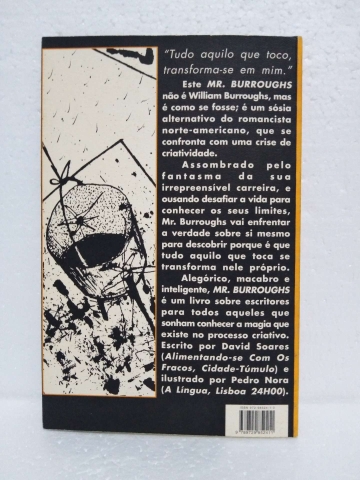 "Tudo aquilo que toco,
transforma-se em mim."
Este MR. BURROUGHS
não é William Burroughs, mas
é como se fosse; é um sósia
alternativo do romancista
norte-americano, que se
confronta com uma crise de
criatividade.
Assombrado pelo
fantasma da sua
irrepreensível carreira, e
ousando desafiar a vida para
conhecer os seus limites,
Mr. Burroughs vai enfrentar
a verdade sobre si mesmo
para descobrir porque é que
tudo aquilo que toca se
transforma nele próprio.
Alegórico, macabro e
inteligente, MR. BURROUGHS
é um livro sobre escritores
para todos aqueles que
sonham conhecer a magia que
existe no processo criativo.
Escrito por David Soares
(Alimentando-se Com Os
Fracos, Cidade-Túmulo) e
ilustrado por Pedro Nora
(A Língua, Lisboa 24H00).